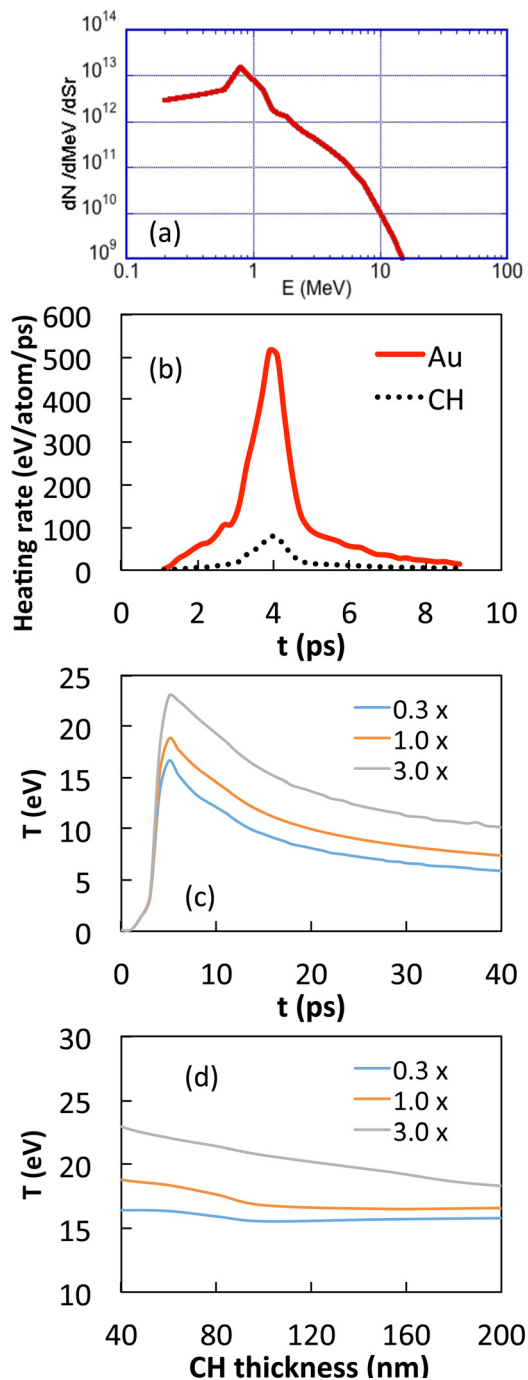 10^14
10^13
10^12
10^11
10^10
10^9
dN /dMeV /dSr
(a)
0.1 1 10 100
E (MeV)
600
500
400
300
200
100
0
Heating rate (eV/atom/ps)
(b)
Au
CH
0 2 4 6 8 10
t (ps)
25
20
15
10
5
0
T (eV)
0.3 x
1.0 x
3.0 x
(c)
0 10 20 30 40
t (ps)
30
25
20
15
10
T (eV)
(d)
0.3 x
1.0 x
3.0 x
40 80 120 160 200
CH thickness (nm)